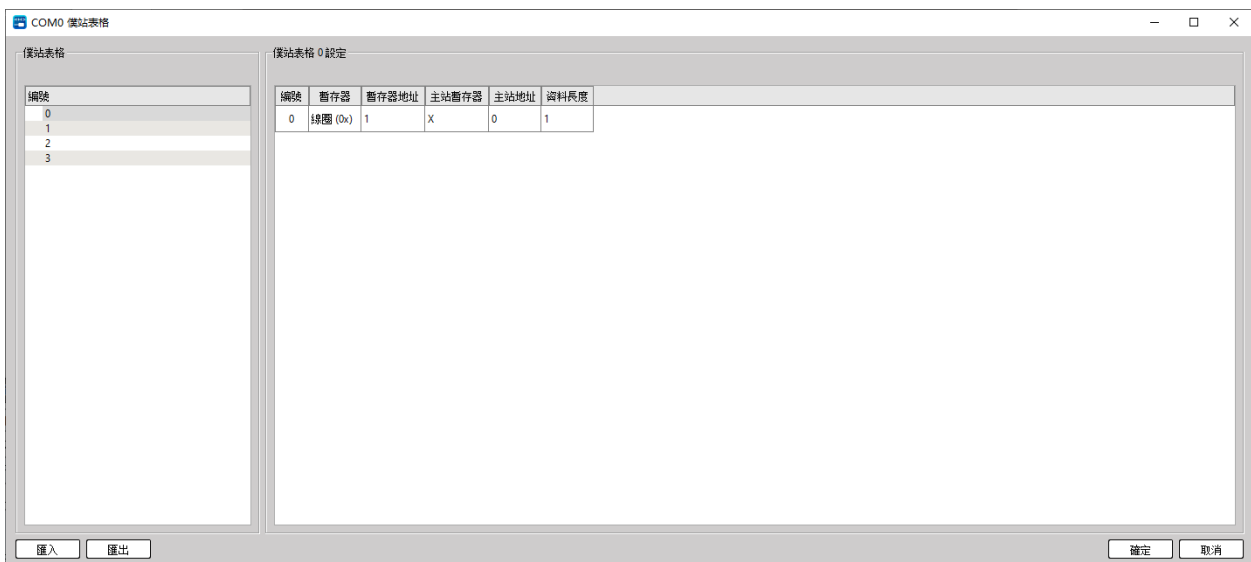 COM0 僕站表格
僕站表格
編號
0
1
2
3
僕站表格 0 設定
編號 暫存器 暫存器地址 主站暫存器 主站地址 資料長度
0 線圈 (0x) 1 X 0 1
匯入 匯出
確定 取消